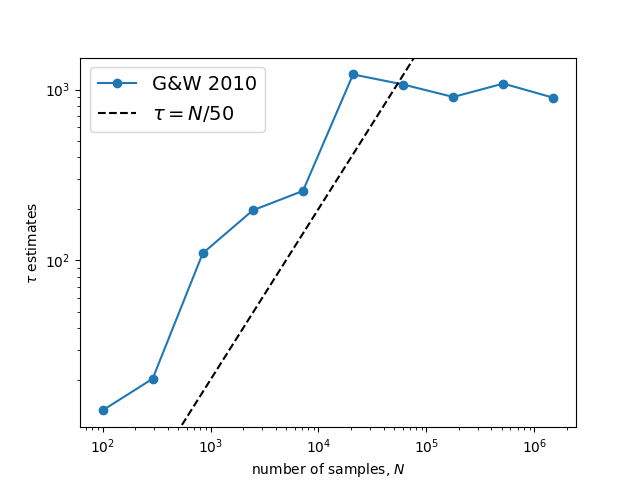 G&W 2010
τ = N/50
10³
10²
τ estimates
10² 10³ 10⁴ 10⁵ 10⁶
number of samples, N